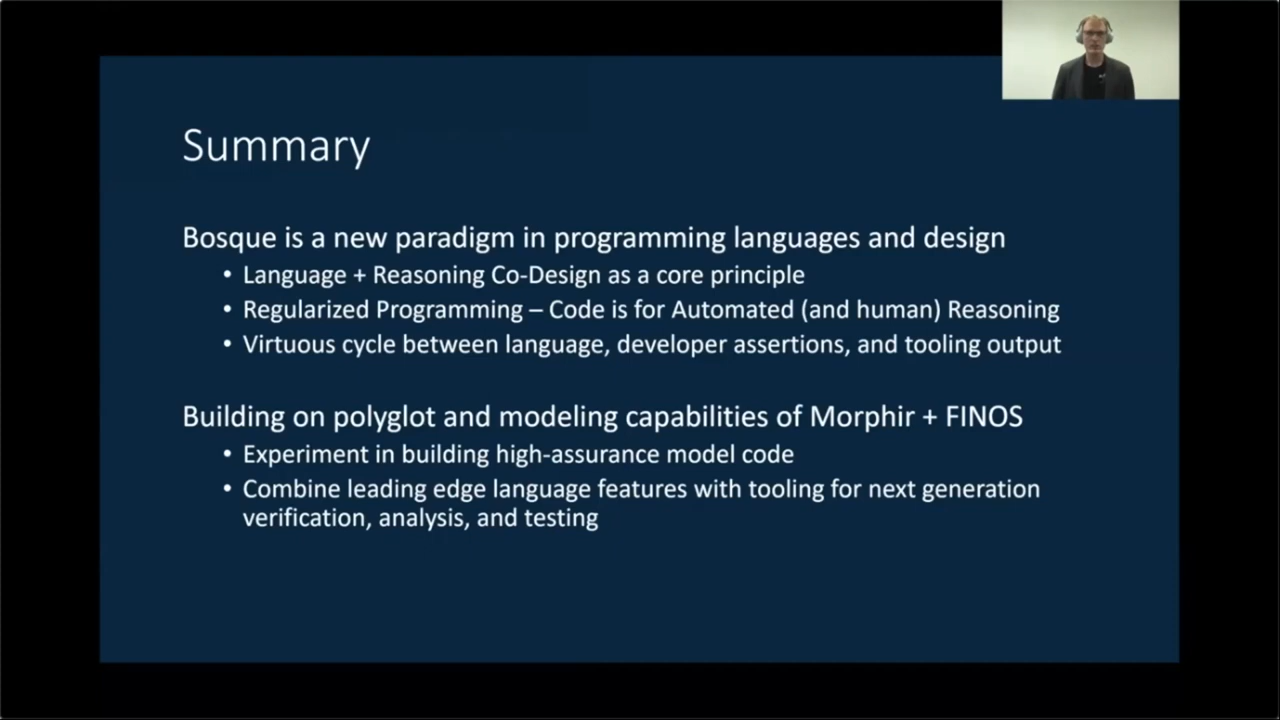 Summary
Bosque is a new paradigm in programming languages and design
• Language + Reasoning Co-Design as a core principle
• Regularized Programming – Code is for Automated (and human) Reasoning
• Virtuous cycle between language, developer assertions, and tooling output
Building on polyglot and modeling capabilities of Morphir + FINOS
• Experiment in building high-assurance model code
• Combine leading edge language features with tooling for next generation
verification, analysis, and testing